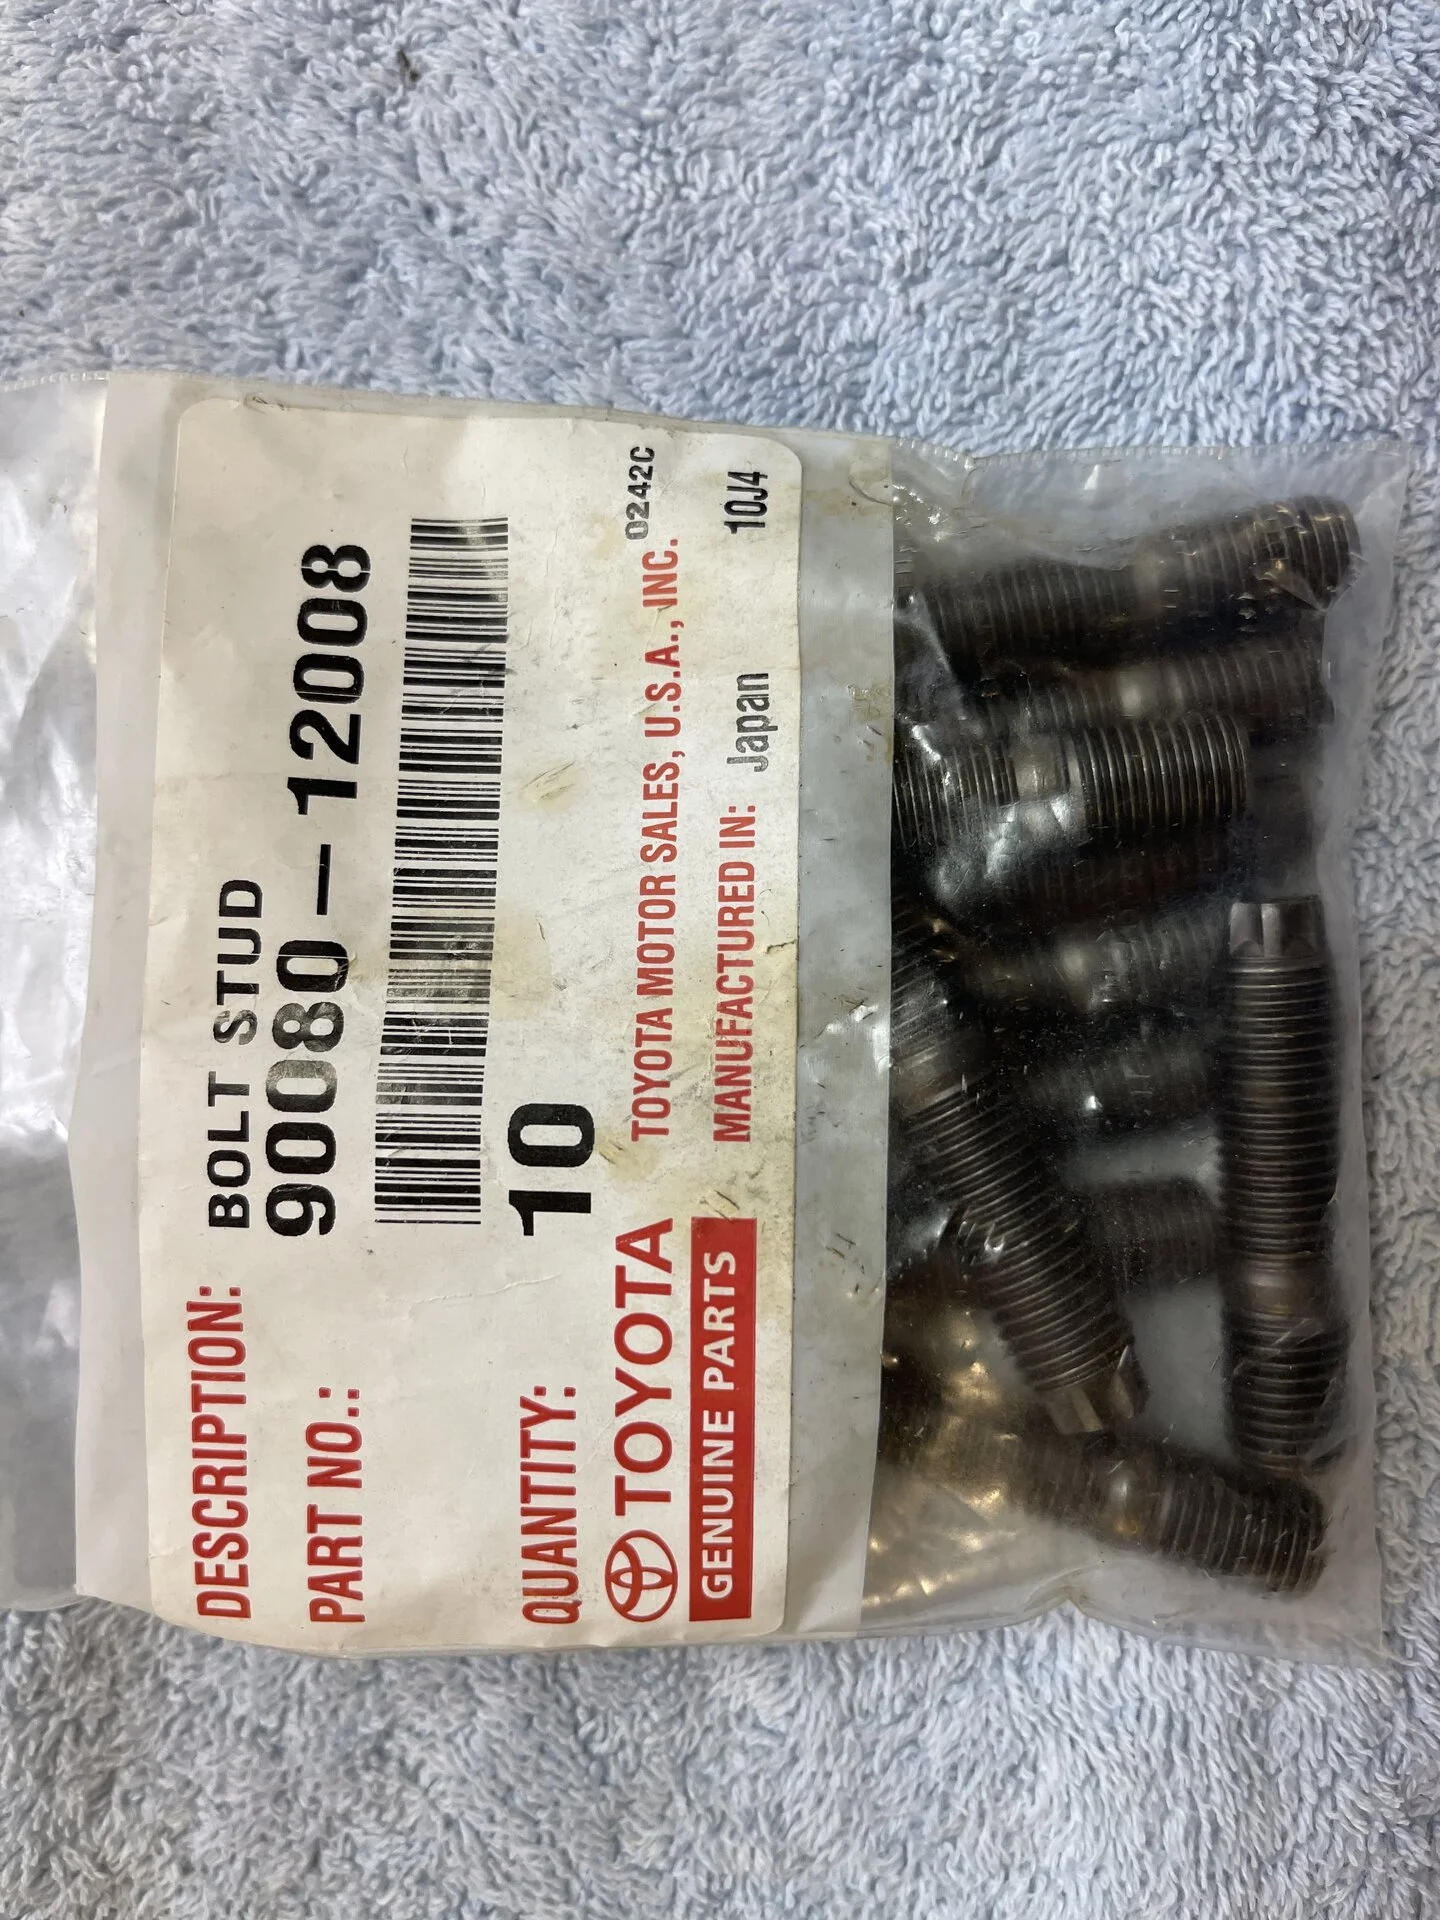 DESCRIPTION: BOLT STUD
PART NO.: 90080-12008
QUANTITY: 10
0242C
TOYOTA TOYOTA MOTOR SALES, U.S.A., INC.
GENUINE PARTS MANUFACTURED IN: Japan 10J4